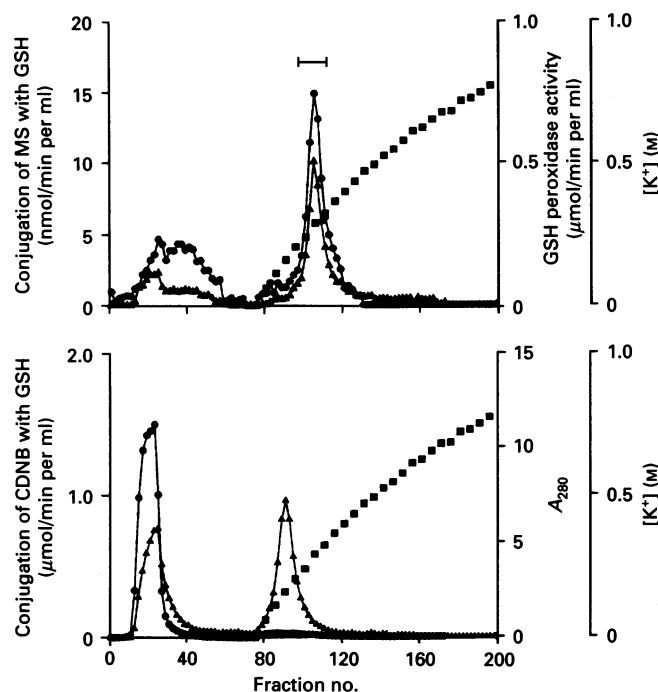 20
15
10
5
0
Conjugation of MS with GSH
(nmol/min per ml)
1.0
0.5
0
GSH peroxidase activity
(μmol/min per ml)
1.0
0.5
0
[K⁺] (M)
2.0
1.0
0
Conjugation of CDNB with GSH
(μmol/min per ml)
15
10
5
0
A₂₈₀
1.0
0.5
0
[K⁺] (M)
0 40 80 120 160 200
Fraction no.